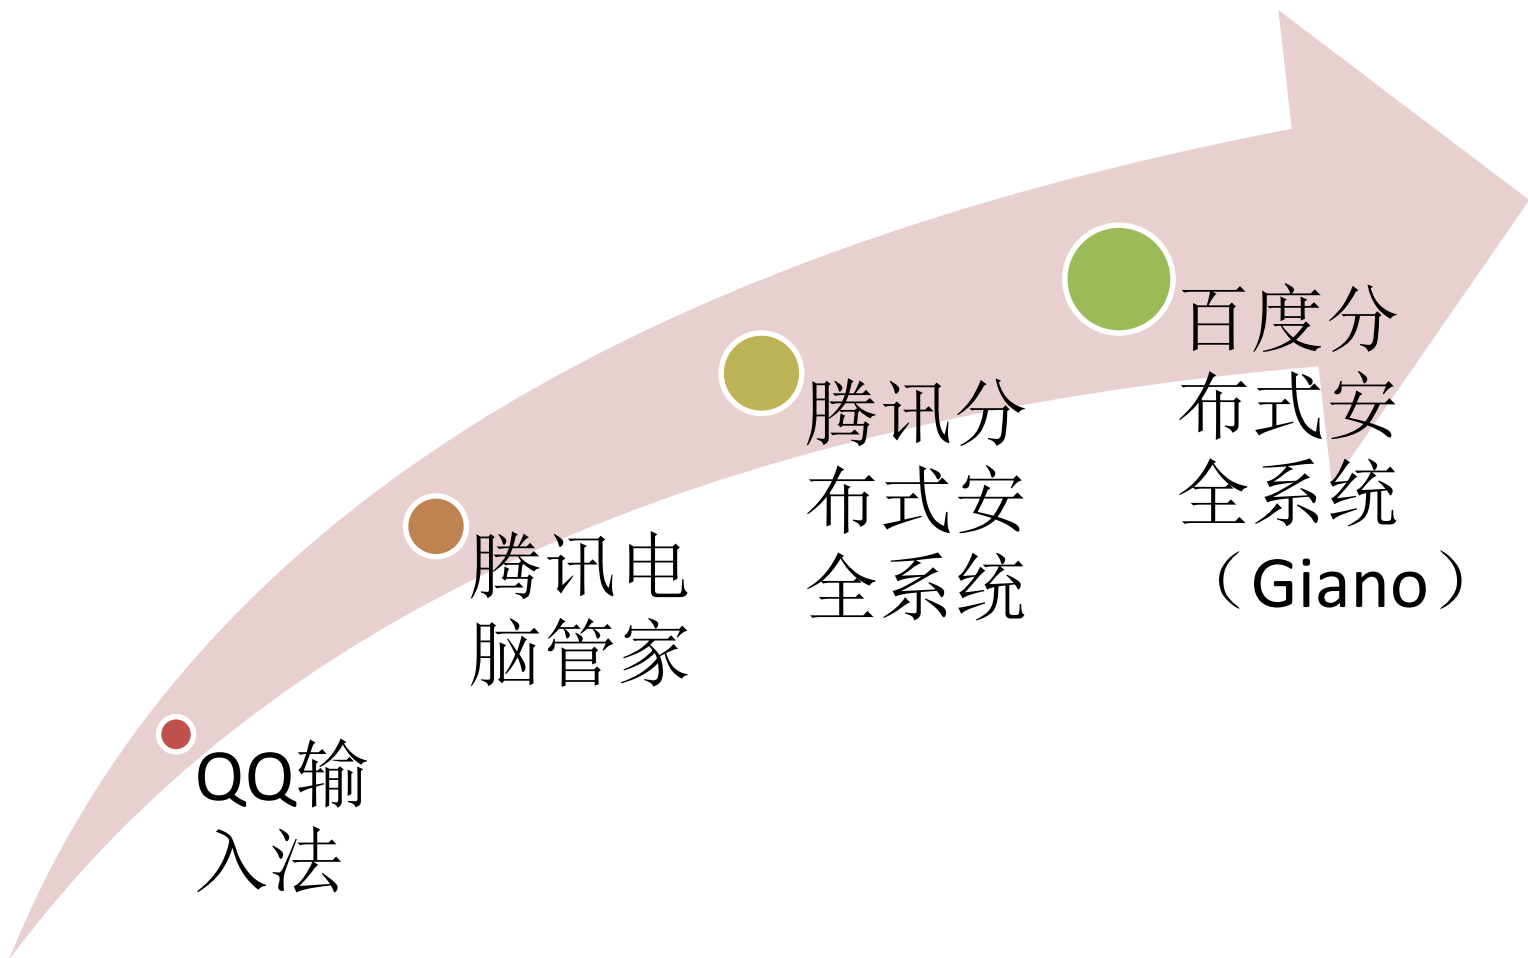 QQ输
入法
腾讯电
脑管家
腾讯分
布式安
全系统
百度分
布式安
全系统
（Giano）